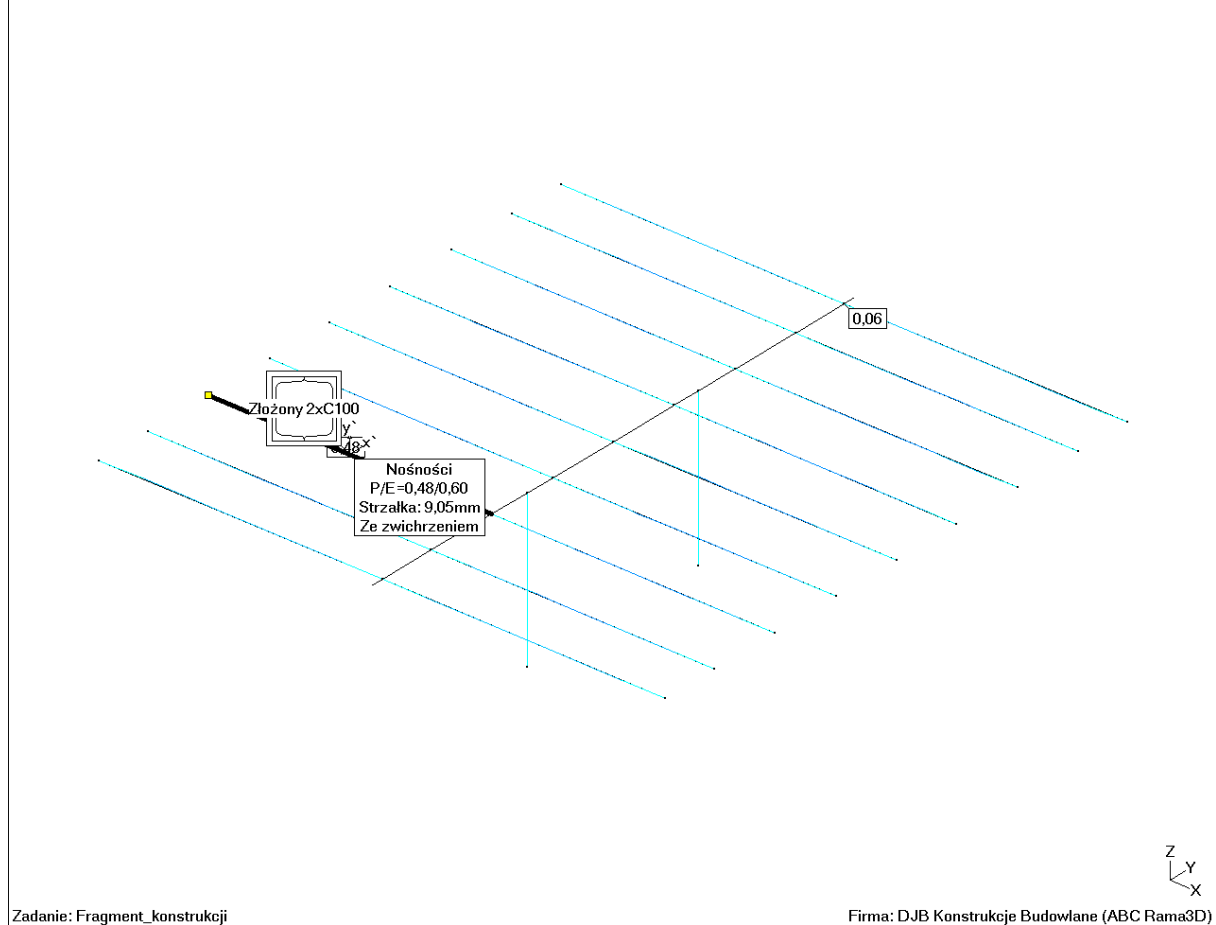 0,06
Złożony 2xC100
y`
x`
Nośności
P/E=0,48/0,60
Strzałka: 9,05mm
Ze zwichrzeniem
Z
Y
X
Zadanie: Fragment_konstrukcji
Firma: DJB Konstrukcje Budowlane (ABC Rama3D)